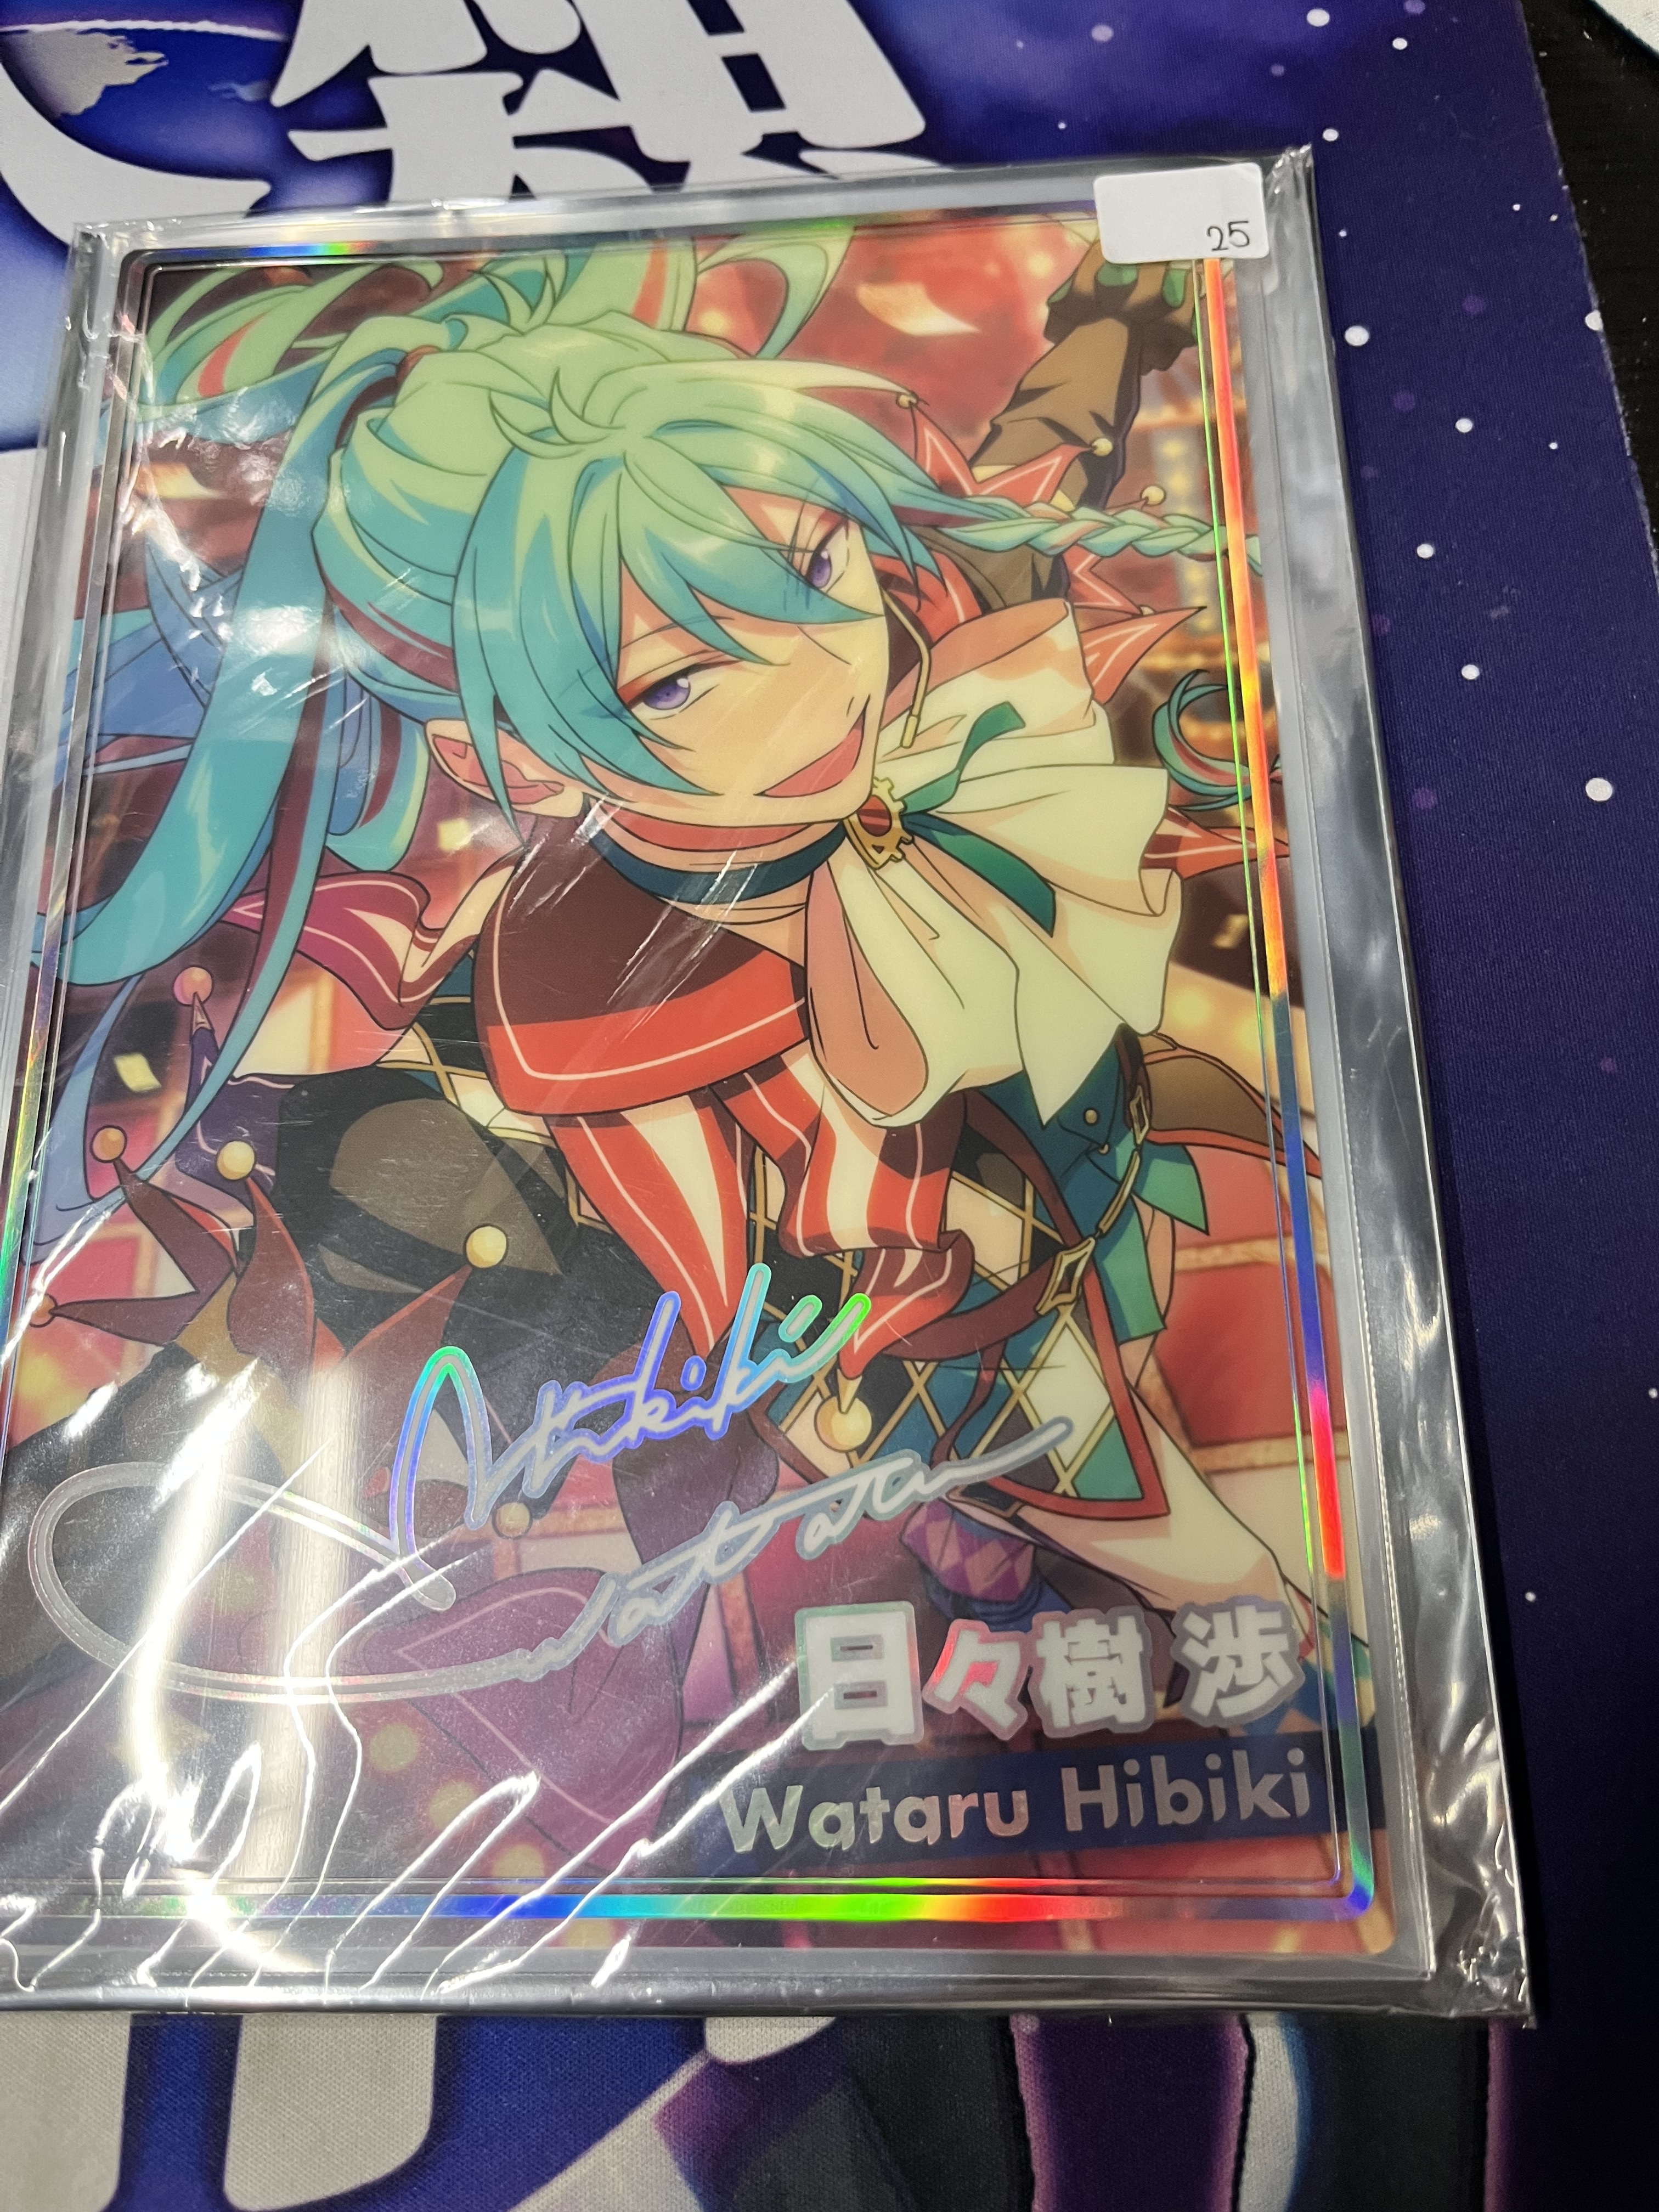 25
Hibiki
Wataru
日々樹 渉
Wataru Hibiki